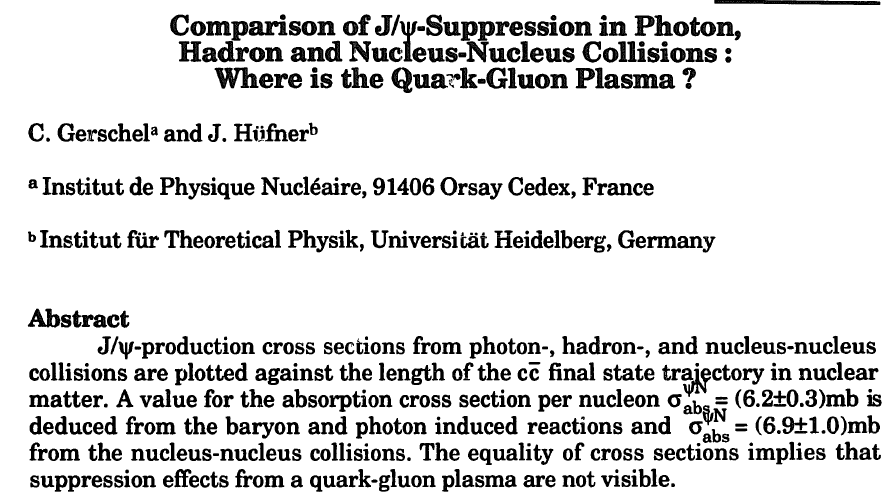 Comparison of J/ψ-Suppression in Photon,
Hadron and Nucleus-Nucleus Collisions :
Where is the Quark-Gluon Plasma ?
C. Gerschelᵃ and J. Hüfnerᵇ
ᵃ Institut de Physique Nucléaire, 91406 Orsay Cedex, France
ᵇ Institut für Theoretical Physik, Universität Heidelberg, Germany
Abstract
J/ψ-production cross sections from photon-, hadron-, and nucleus-nucleus
collisions are plotted against the length of the cc̄ final state trajectory in nuclear
matter. A value for the absorption cross section per nucleon σ_abs^ψN = (6.2±0.3)mb is
deduced from the baryon and photon induced reactions and σ_abs^ψN = (6.9±1.0)mb
from the nucleus-nucleus collisions. The equality of cross sections implies that
suppression effects from a quark-gluon plasma are not visible.